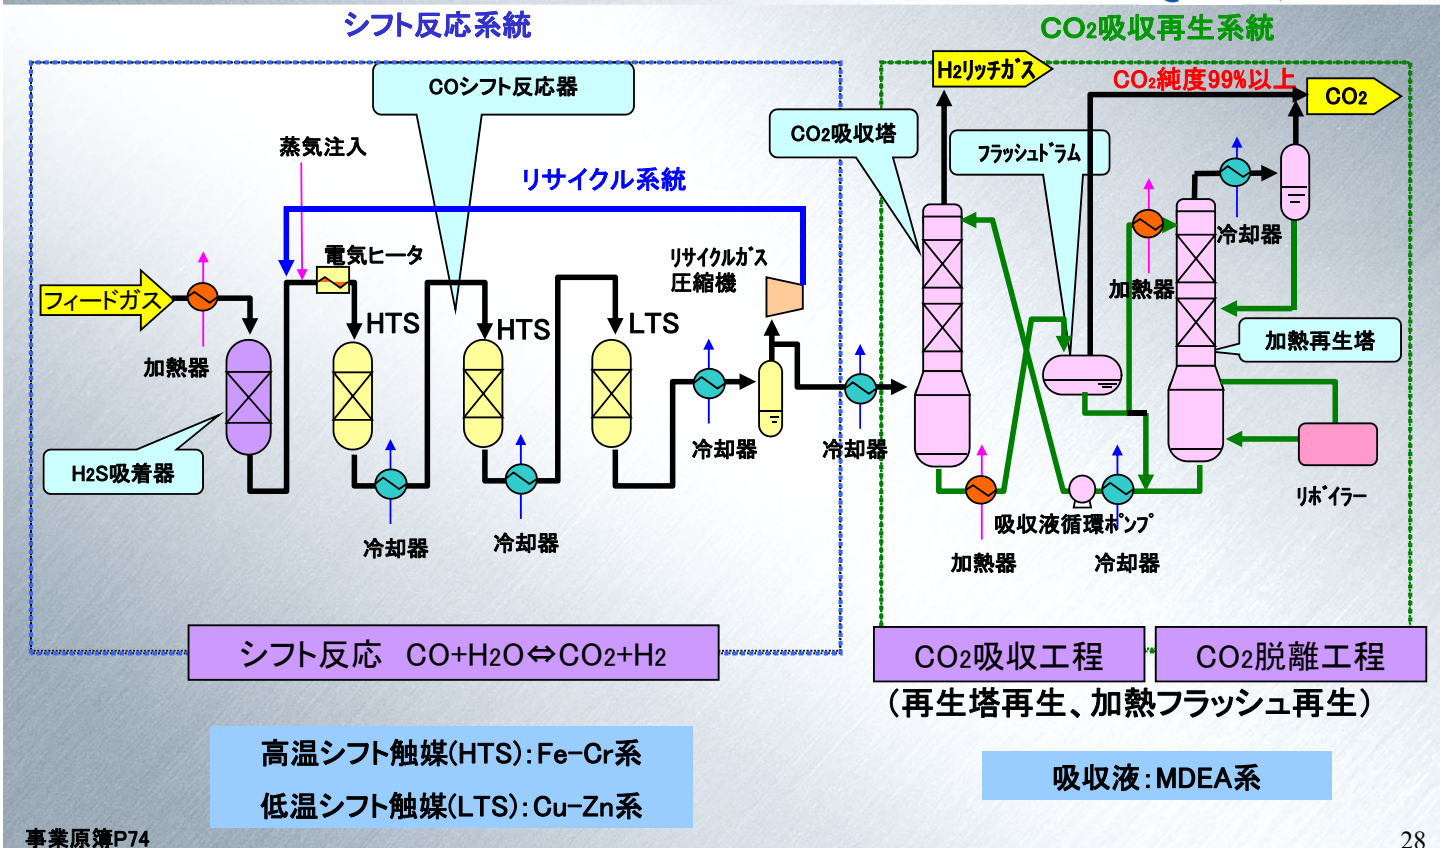 シフト反応系統
CO2吸収再生系統
H2リッチガス
CO2純度99%以上
CO2
COシフト反応器
CO2吸収塔
フラッシュドラム
蒸気注入
リサイクル系統
冷却器
電気ヒータ
リサイクルガス
圧縮機
加熱器
フィードガス
HTS
HTS
LTS
加熱再生塔
加熱器
H2S吸着器
冷却器
冷却器
リボイラー
吸収液循環ポンプ
冷却器
冷却器
加熱器
冷却器
シフト反応 CO+H2O⇔CO2+H2
CO2吸収工程
CO2脱離工程
(再生塔再生、加熱フラッシュ再生)
高温シフト触媒(HTS):Fe-Cr系
低温シフト触媒(LTS):Cu-Zn系
吸収液:MDEA系
事業原簿P74
28